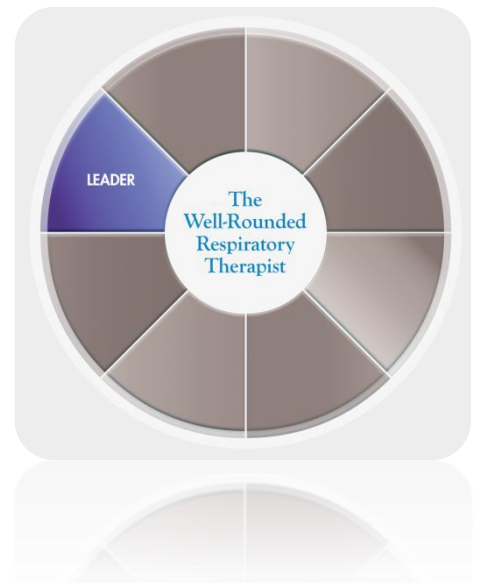 LEADER
The
Well-Rounded
Respiratory
Therapist